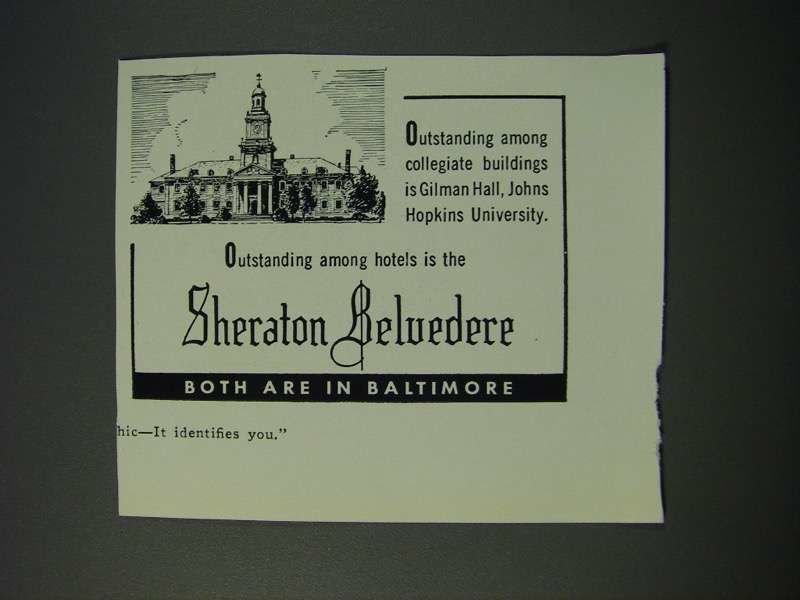 Outstanding among
collegiate buildings
is Gilman Hall, Johns
Hopkins University.
Outstanding among hotels is the
Sheraton Belvedere
BOTH ARE IN BALTIMORE
hic—It identifies you."